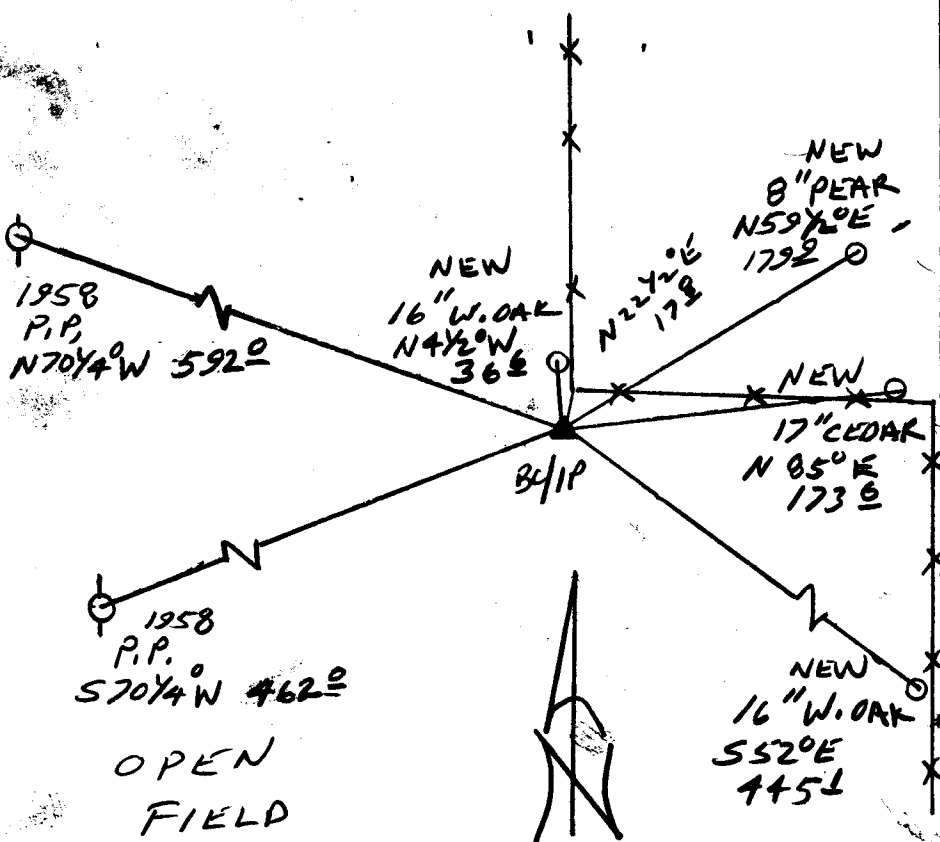 NEW
8" PEAR
N59½°E
179 2
N22½°E
17 8
NEW
16" W. OAK
N4½°W
36 6
1958
P.P.
N70¼°W 592 0
NEW
17" CEDAR
N 85° E
173 6
BC/IP
1958
P.P.
S70¼°W 462 0
NEW
16" W. OAK
S52°E
445 1
OPEN
FIELD